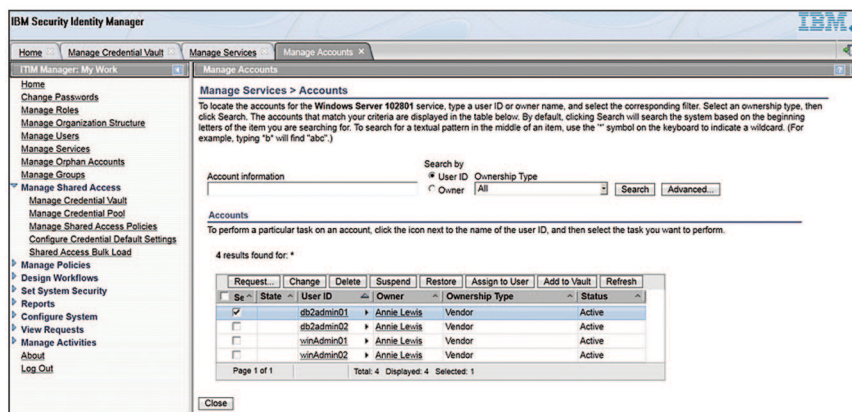 IBM Security Identity Manager
IBM
Home
Manage Credential Vault
Manage Services
Manage Accounts ×
ITIM Manager: My Work
Manage Accounts
Home
Change Passwords
Manage Roles
Manage Organization Structure
Manage Users
Manage Services
Manage Orphan Accounts
Manage Groups
Manage Shared Access
Manage Credential Vault
Manage Credential Pool
Manage Shared Access Policies
Configure Credential Default Settings
Shared Access Bulk Load
Manage Policies
Design Workflows
Set System Security
Reports
Configure System
View Requests
Manage Activities
About
Log Out
Manage Services > Accounts
To locate the accounts for the Windows Server 102801 service, type a user ID or owner name, and select the corresponding filter. Select an ownership type, then
click Search. The accounts that match your criteria are displayed in the table below. By default, clicking Search will search the system based on the beginning
letters of the item you are searching for. To search for a textual pattern in the middle of an item, use the "*" symbol on the keyboard to indicate a wildcard. (For
example, typing "*b" will find "abc".)
Search by
Account information
User ID Ownership Type
Owner All Search Advanced...
Accounts
To perform a particular task on an account, click the icon next to the name of the user ID, and then select the task you want to perform.
4 results found for: *
Request... Change Delete Suspend Restore Assign to User Add to Vault Refresh
Se State User ID Owner Ownership Type Status
db2admin01 Annie Lewis Vendor Active
db2admin02 Annie Lewis Vendor Active
winAdmin01 Annie Lewis Vendor Active
winAdmin02 Annie Lewis Vendor Active
Page 1 of 1 Total: 4 Displayed: 4 Selected: 1
Close